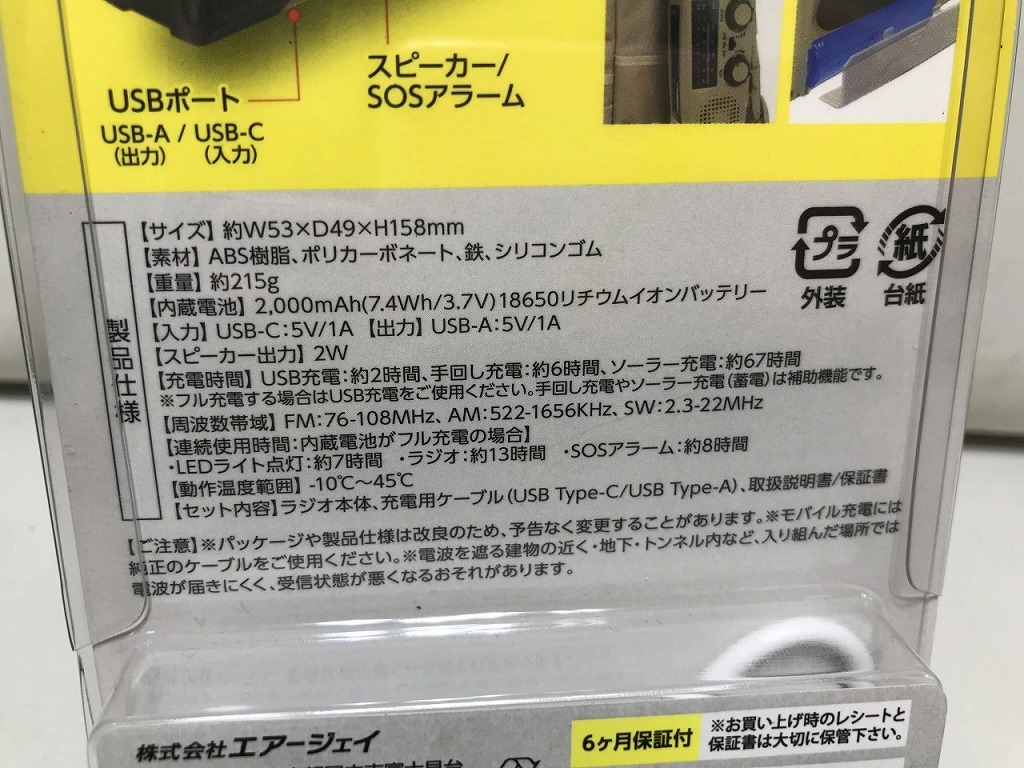 スピーカー/
SOSアラーム
USBポート
USB-A / USB-C
(出力) (入力)
製品仕様
【サイズ】 約W53×D49×H158mm
【素材】 ABS樹脂、ポリカーボネート、鉄、シリコンゴム
【重量】 約215g
【内蔵電池】 2,000mAh(7.4Wh/3.7V)18650リチウムイオンバッテリー
【入力】 USB-C:5V/1A 【出力】 USB-A:5V/1A
【スピーカー出力】 2W
【充電時間】 USB充電:約2時間、手回し充電:約6時間、ソーラー充電:約67時間
※フル充電する場合はUSB充電をご使用ください。手回し充電やソーラー充電(蓄電)は補助機能です。
【周波数帯域】 FM:76-108MHz、AM:522-1656KHz、SW:2.3-22MHz
【連続使用時間:内蔵電池がフル充電の場合】
・LEDライト点灯:約7時間 ・ラジオ:約13時間 ・SOSアラーム:約8時間
【動作温度範囲】 -10℃〜45℃
【セット内容】ラジオ本体、充電用ケーブル(USB Type-C/USB Type-A)、取扱説明書/保証書
プラ
外装
紙
台紙
【ご注意】※パッケージや製品仕様は改良のため、予告なく変更することがあります。※モバイル充電には
純正のケーブルをご使用ください。※電波を遮る建物の近く・地下・トンネル内など、入り組んだ場所では
電波が届きにくく、受信状態が悪くなるおそれがあります。
株式会社エアージェイ
6ヶ月保証付
※お買い上げ時のレシートと
保証書は大切に保管下さい。